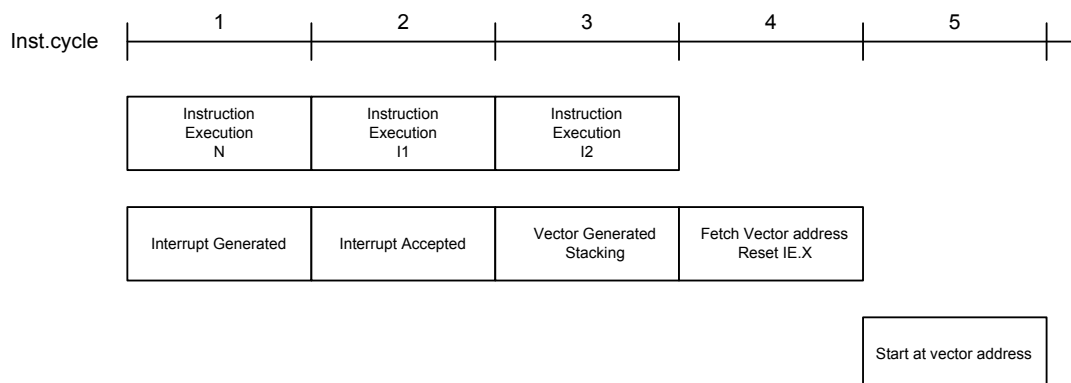 1 2 3 4 5
Inst.cycle
Instruction
Execution
N
Instruction
Execution
I1
Instruction
Execution
I2
Interrupt Generated
Interrupt Accepted
Vector Generated
Stacking
Fetch Vector address
Reset IE.X
Start at vector address